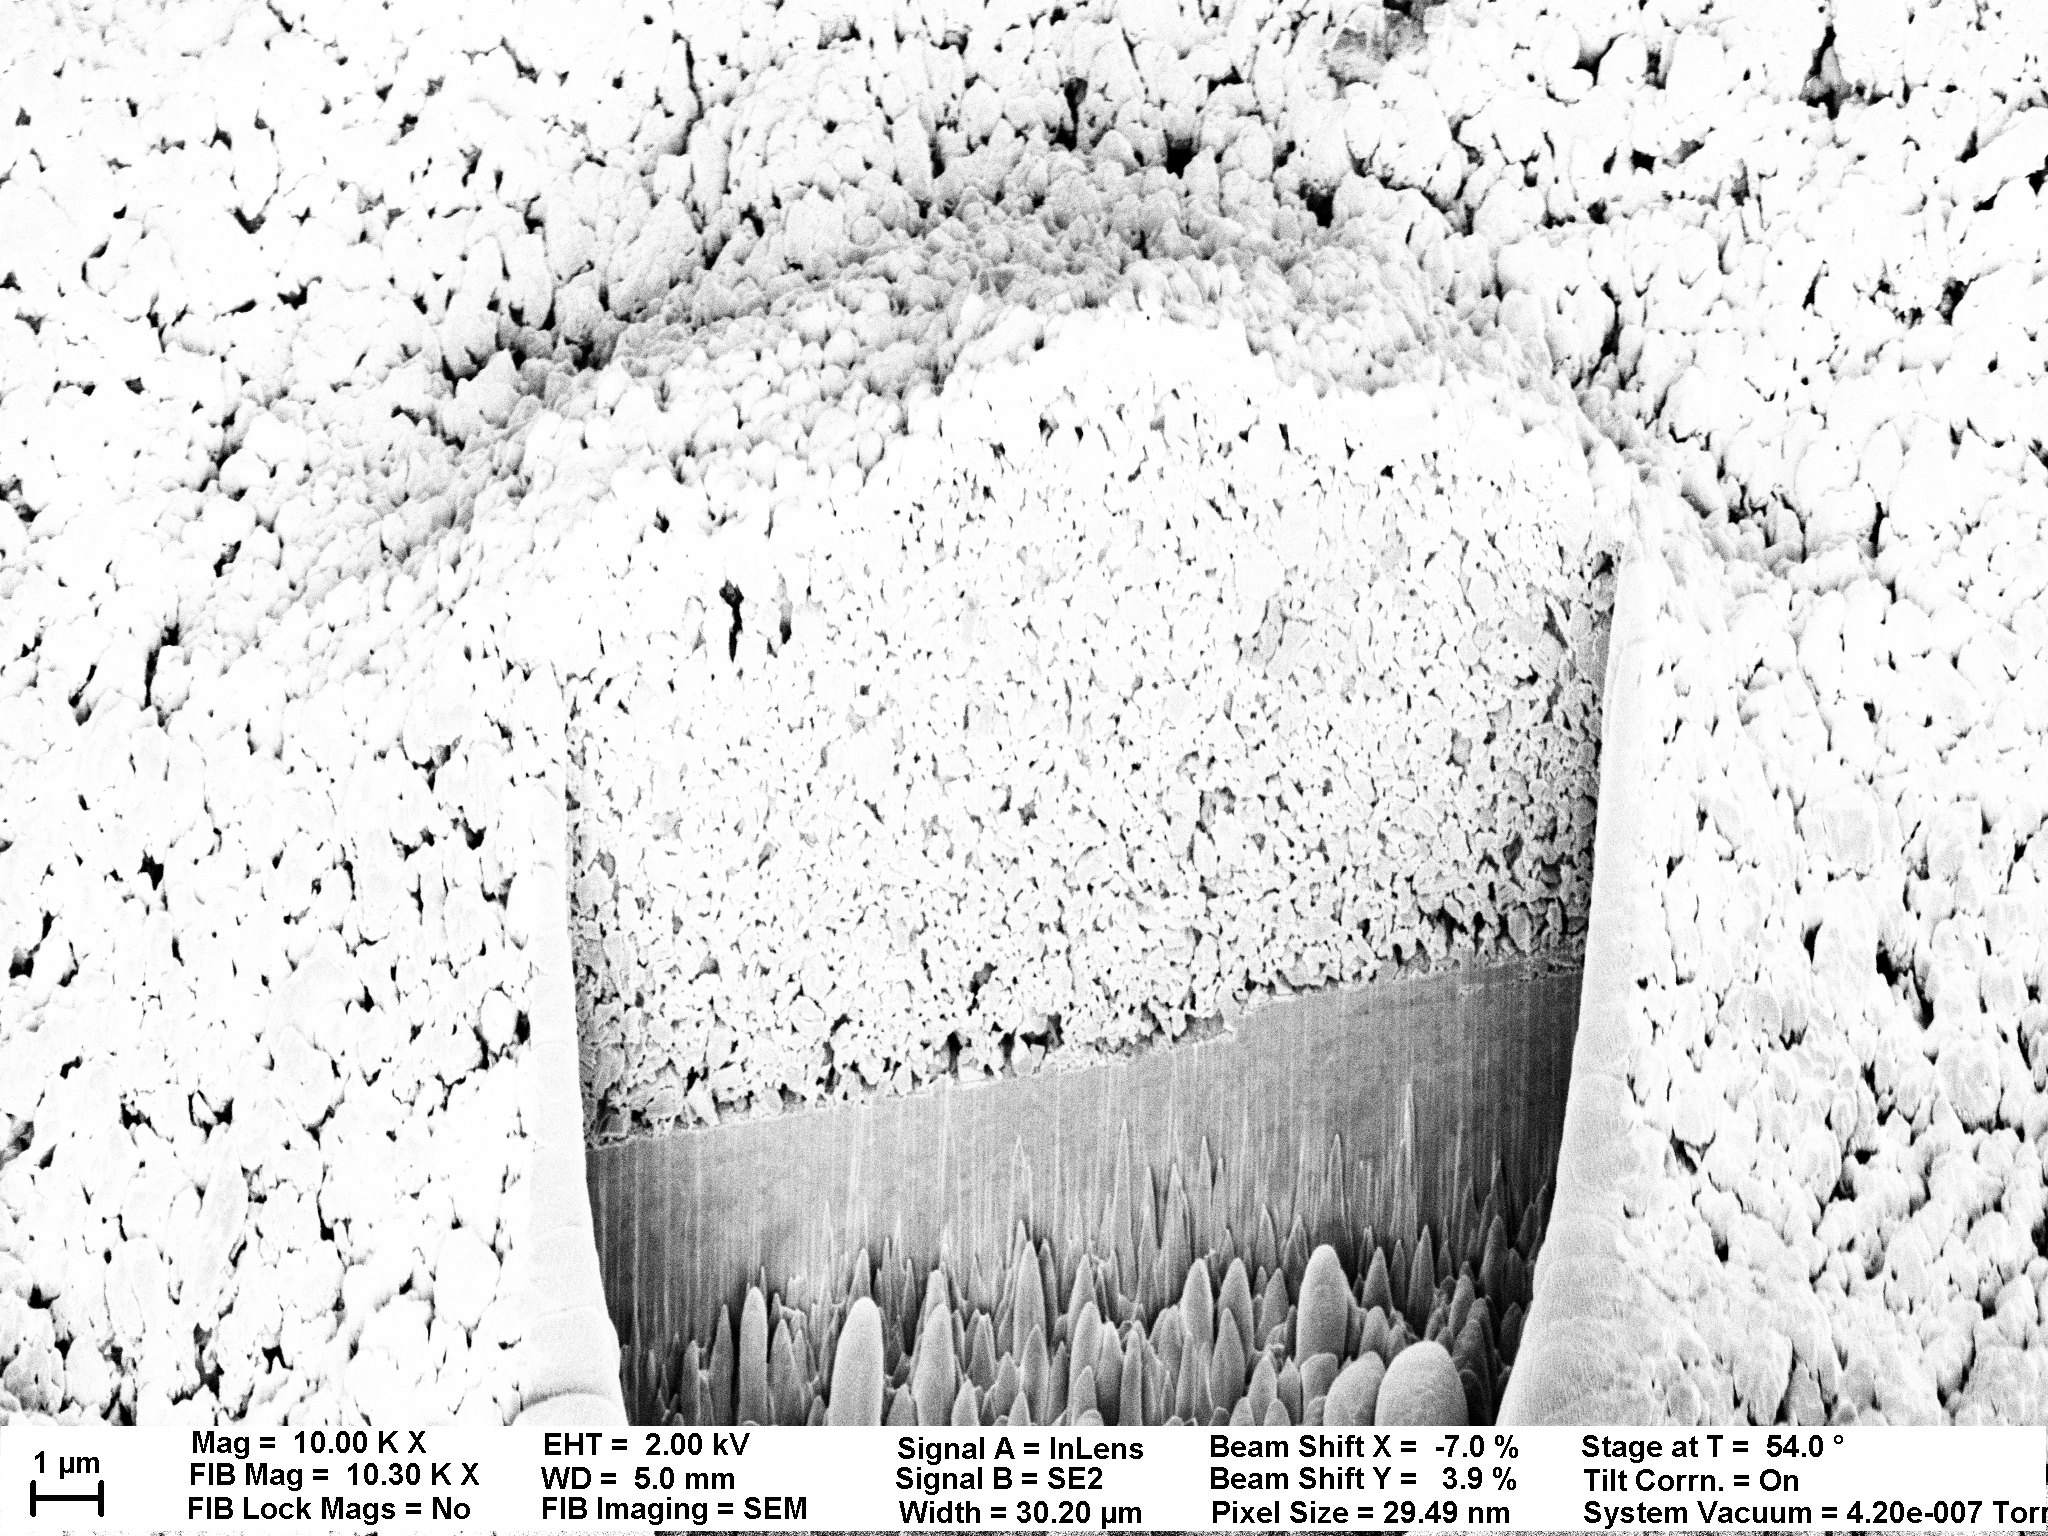 1 µm
Mag = 10.00 K X
FIB Mag = 10.30 K X
FIB Lock Mags = No
EHT = 2.00 kV
WD = 5.0 mm
FIB Imaging = SEM
Signal A = InLens
Signal B = SE2
Width = 30.20 µm
Beam Shift X = -7.0 %
Beam Shift Y = 3.9 %
Pixel Size = 29.49 nm
Stage at T = 54.0 °
Tilt Corrn. = On
System Vacuum = 4.20e-007 Torr